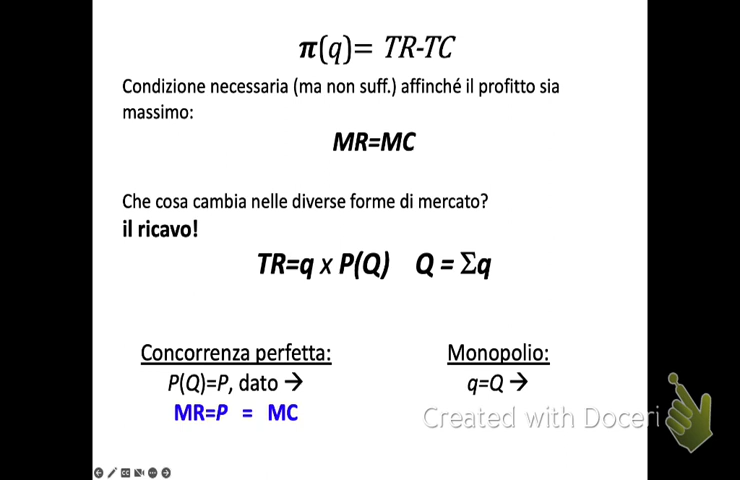 π(q)= TR-TC
Condizione necessaria (ma non suff.) affinché il profitto sia
massimo:
MR=MC
Che cosa cambia nelle diverse forme di mercato?
il ricavo!
TR=q x P(Q) Q = Σq
Concorrenza perfetta:
P(Q)=P, dato →
MR=P = MC
Monopolio:
q=Q →
Created with Doceri